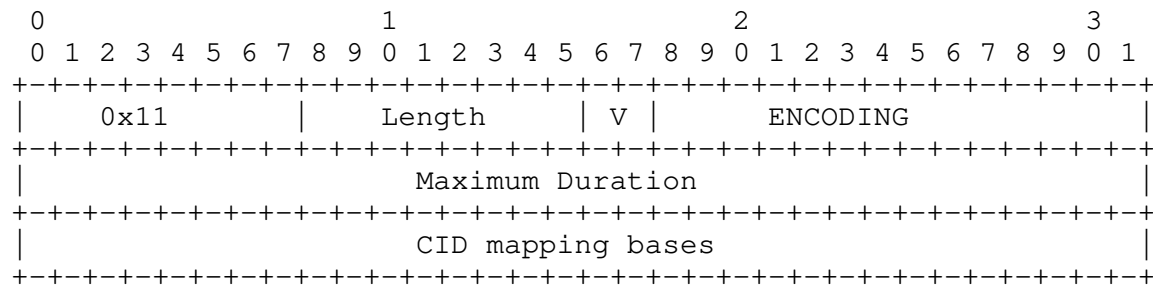 0                   1                   2                   3
 0 1 2 3 4 5 6 7 8 9 0 1 2 3 4 5 6 7 8 9 0 1 2 3 4 5 6 7 8 9 0 1
+-+-+-+-+-+-+-+-+-+-+-+-+-+-+-+-+-+-+-+-+-+-+-+-+-+-+-+-+-+-+-+
|    0x11       |    Length     | V |      ENCODING             |
+-+-+-+-+-+-+-+-+-+-+-+-+-+-+-+-+-+-+-+-+-+-+-+-+-+-+-+-+-+-+-+
|                     Maximum Duration                         |
+-+-+-+-+-+-+-+-+-+-+-+-+-+-+-+-+-+-+-+-+-+-+-+-+-+-+-+-+-+-+-+
|                     CID mapping bases                        |
+-+-+-+-+-+-+-+-+-+-+-+-+-+-+-+-+-+-+-+-+-+-+-+-+-+-+-+-+-+-+-+